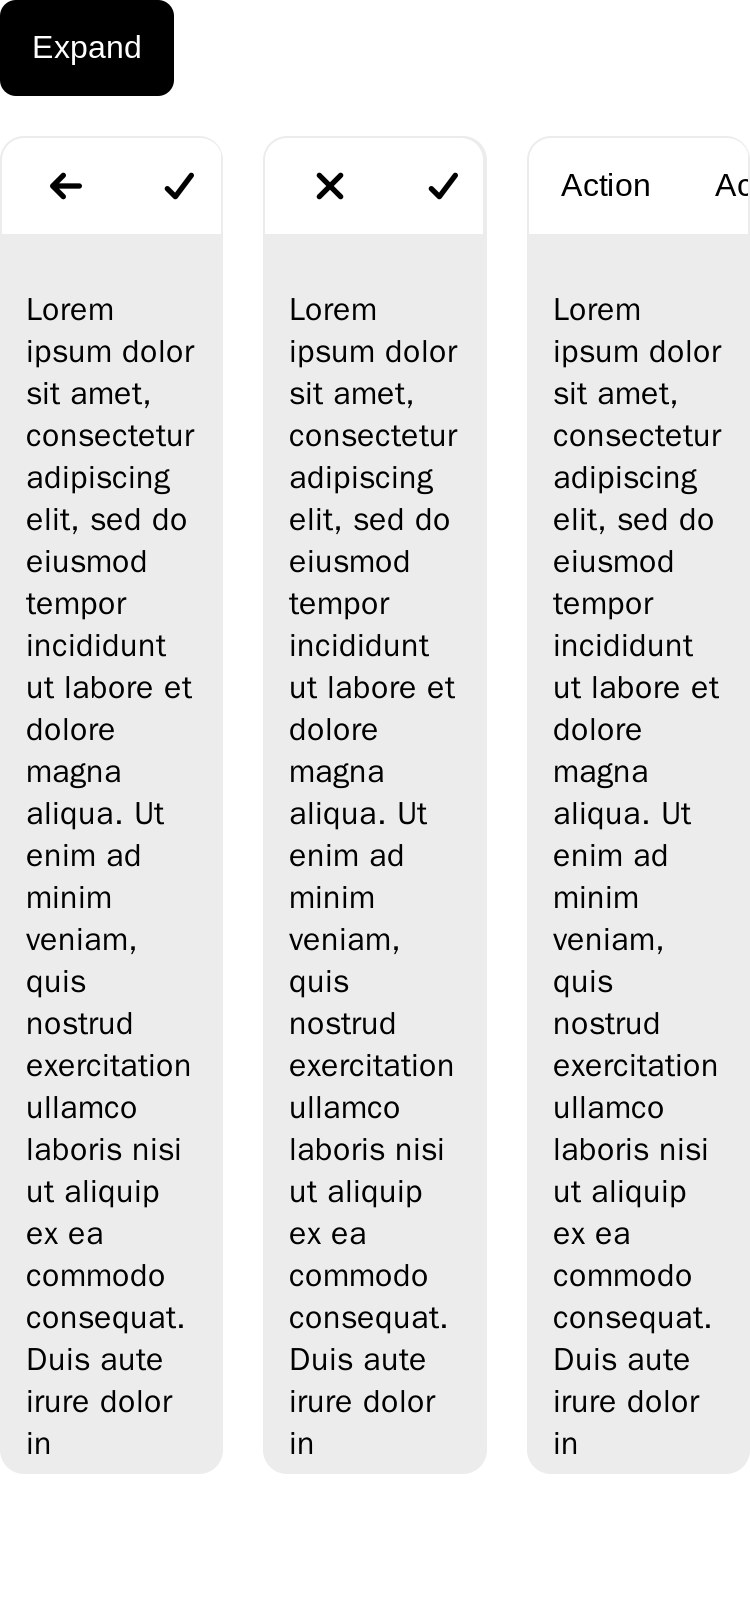 Expand
Action Ac
Lorem
ipsum dolor
sit amet,
consectetur
adipiscing
elit, sed do
eiusmod
tempor
incididunt
ut labore et
dolore
magna
aliqua. Ut
enim ad
minim
veniam,
quis
nostrud
exercitation
ullamco
laboris nisi
ut aliquip
ex ea
commodo
consequat.
Duis aute
irure dolor
in
Lorem
ipsum dolor
sit amet,
consectetur
adipiscing
elit, sed do
eiusmod
tempor
incididunt
ut labore et
dolore
magna
aliqua. Ut
enim ad
minim
veniam,
quis
nostrud
exercitation
ullamco
laboris nisi
ut aliquip
ex ea
commodo
consequat.
Duis aute
irure dolor
in
Lorem
ipsum dolor
sit amet,
consectetur
adipiscing
elit, sed do
eiusmod
tempor
incididunt
ut labore et
dolore
magna
aliqua. Ut
enim ad
minim
veniam,
quis
nostrud
exercitation
ullamco
laboris nisi
ut aliquip
ex ea
commodo
consequat.
Duis aute
irure dolor
in